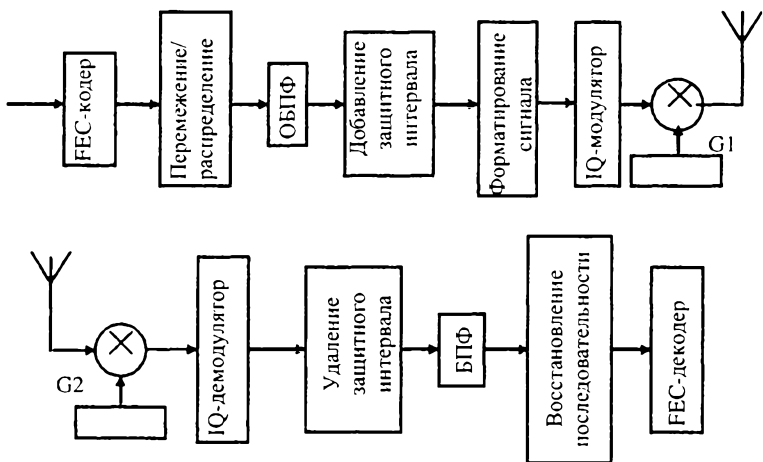 FEC-кодер
Перемежение/
распределение
ОБПФ
Добавление
защитного
интервала
Форматирование
сигнала
IQ-модулятор
G1
G2
IQ-демодулятор
Удаление
защитного
интервала
БПФ
Восстановление
последовательности
FEC-декодер